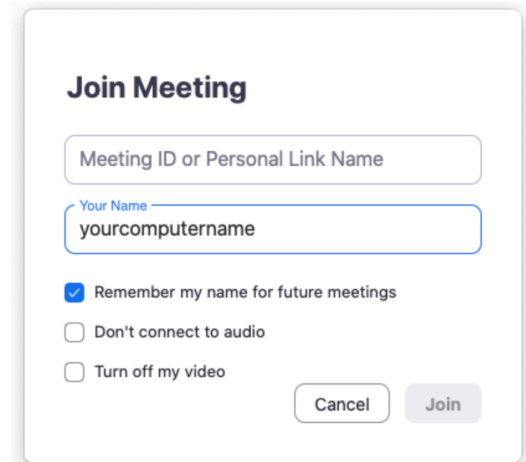 Join Meeting
Meeting ID or Personal Link Name
Your Name
yourcomputername
Remember my name for future meetings
Don't connect to audio
Turn off my video
Cancel Join